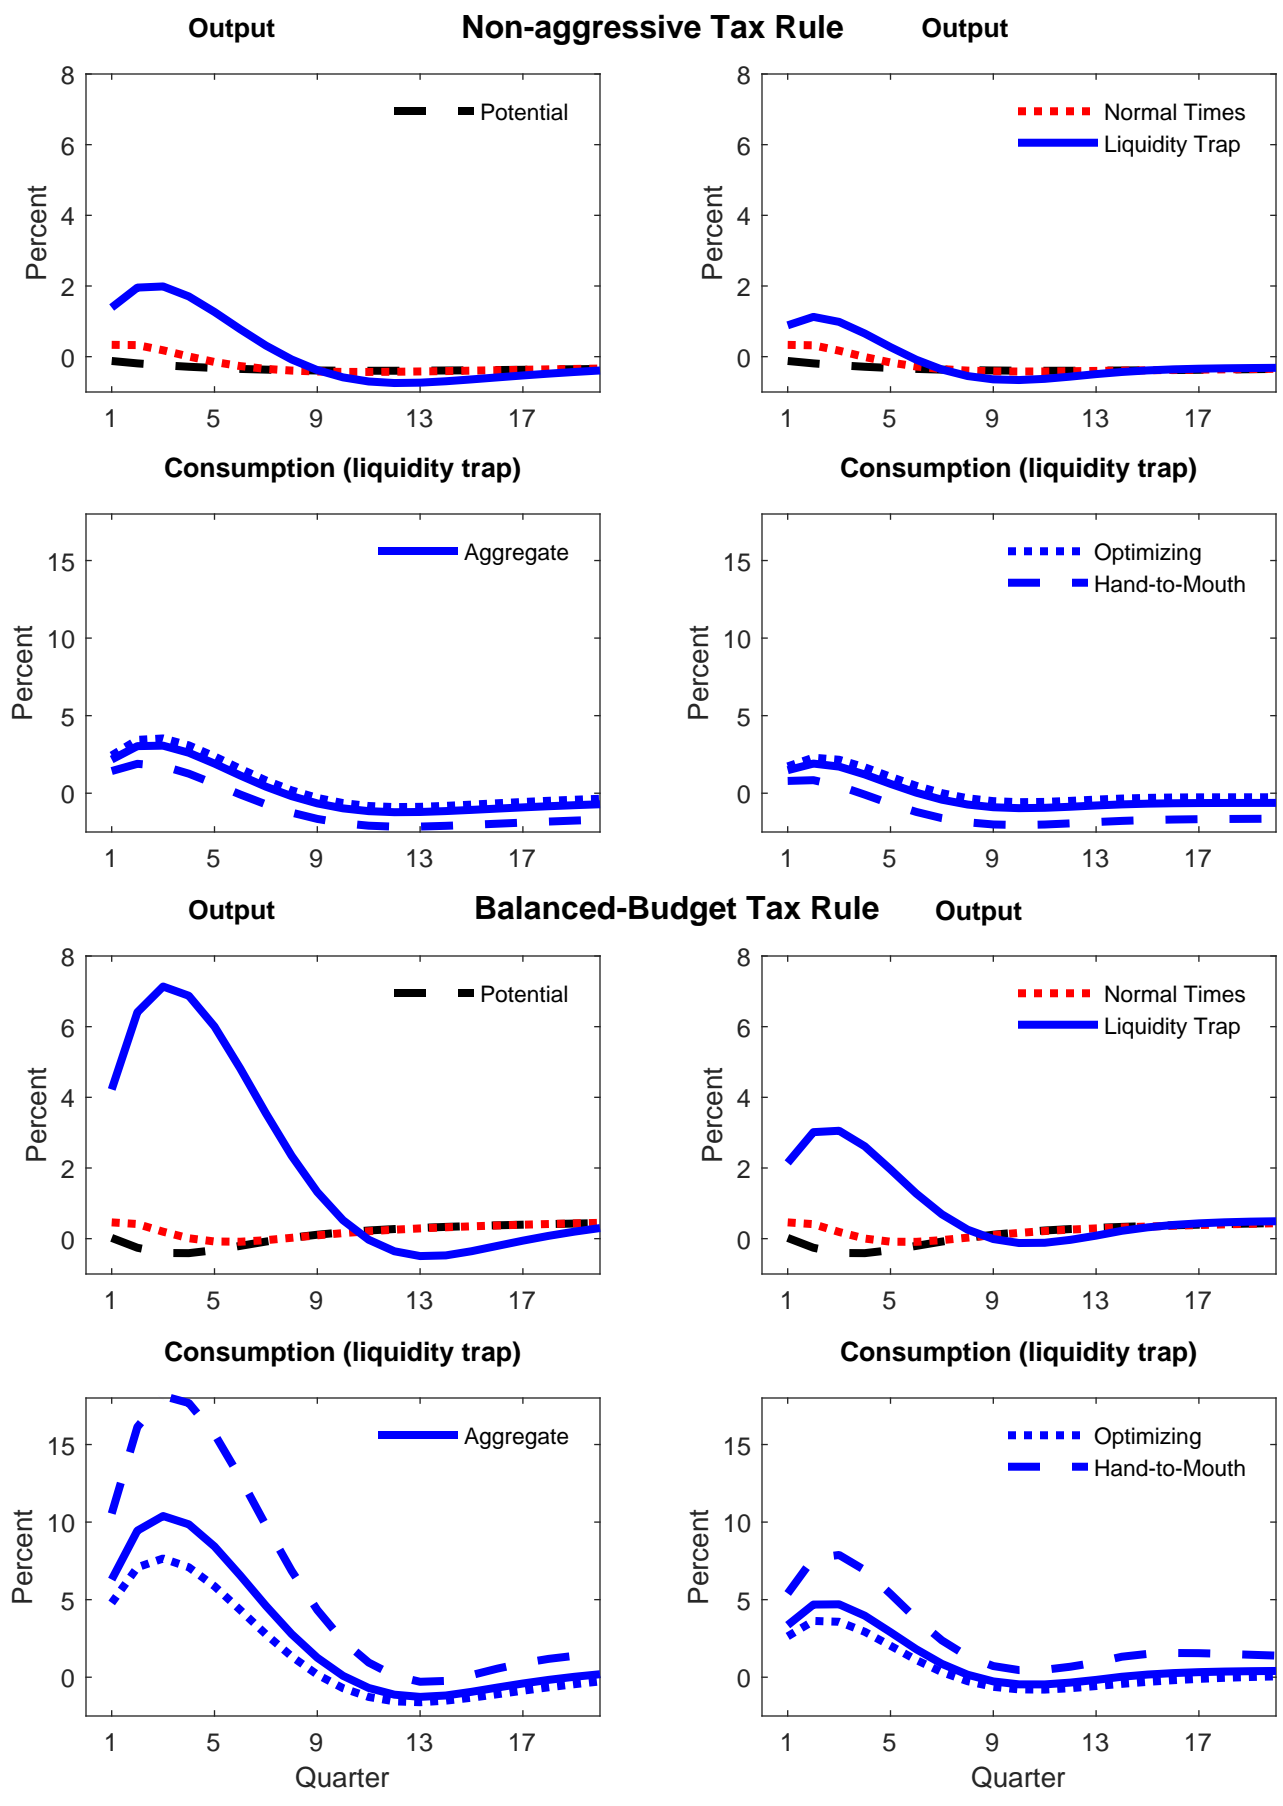 Non-aggressive Tax Rule
Output
Output
8
6
4
2
0
Percent
1 5 9 13 17
Potential
8
6
4
2
0
Percent
1 5 9 13 17
Normal Times
Liquidity Trap
Consumption (liquidity trap)
Consumption (liquidity trap)
15
10
5
0
Percent
1 5 9 13 17
Aggregate
15
10
5
0
Percent
1 5 9 13 17
Optimizing
Hand-to-Mouth
Balanced-Budget Tax Rule
Output
Output
8
6
4
2
0
Percent
1 5 9 13 17
Potential
8
6
4
2
0
Percent
1 5 9 13 17
Normal Times
Liquidity Trap
Consumption (liquidity trap)
Consumption (liquidity trap)
15
10
5
0
Percent
1 5 9 13 17
Quarter
Aggregate
15
10
5
0
Percent
1 5 9 13 17
Quarter
Optimizing
Hand-to-Mouth